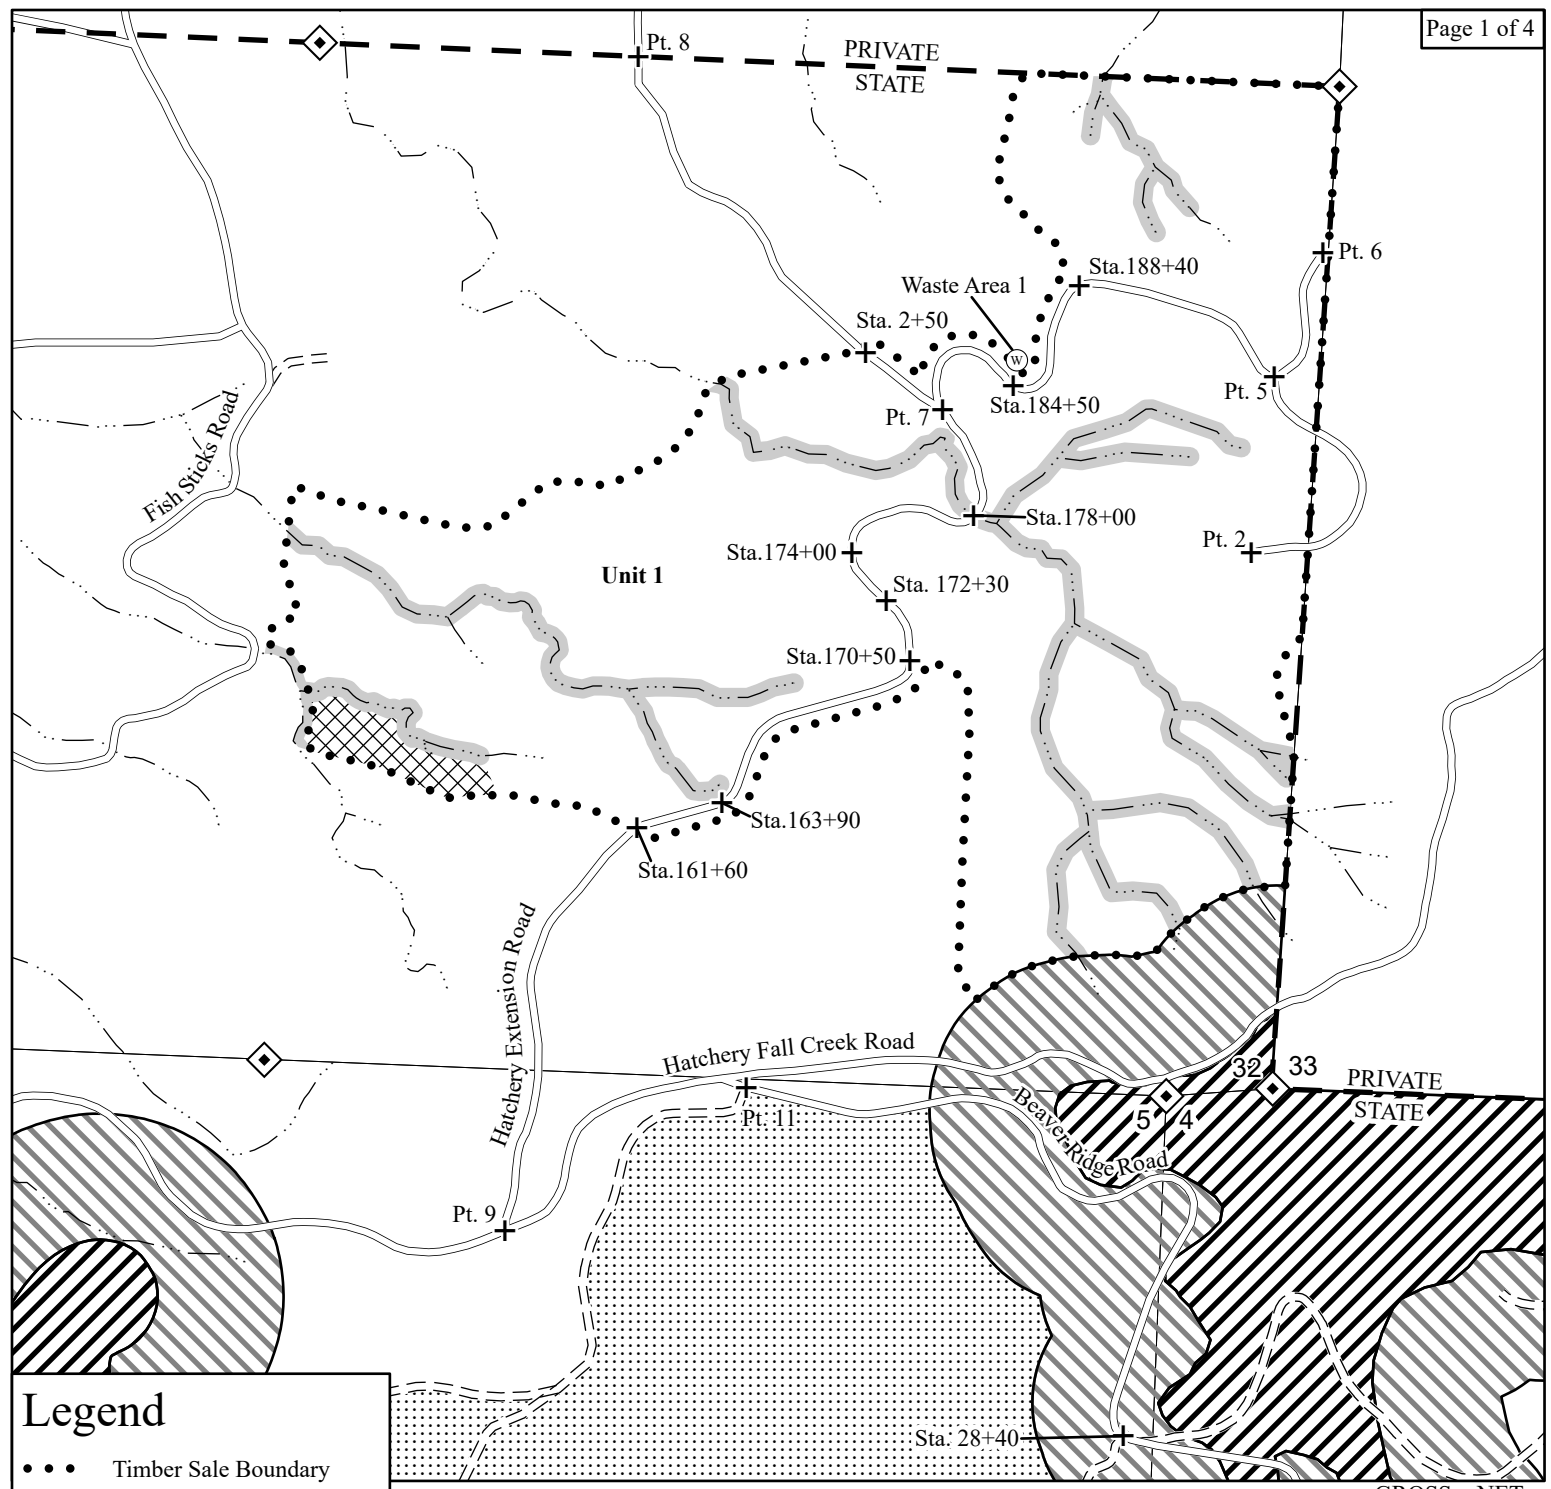 Page 1 of 4
Pt. 8
PRIVATE
STATE
Pt. 6
Sta.188+40
Waste Area 1
Sta. 2+50
W
Pt. 5
Sta.184+50
Pt. 7
Fish Sticks Road
Sta.178+00
Pt. 2
Sta.174+00
Unit 1
Sta. 172+30
Sta.170+50
Sta.163+90
Sta.161+60
Hatchery Extension Road
Hatchery Fall Creek Road
32 33
PRIVATE
STATE
5 4
Beaver Ridge Road
Pt. 11
Pt. 9
Legend
Timber Sale Boundary
Sta. 28+40